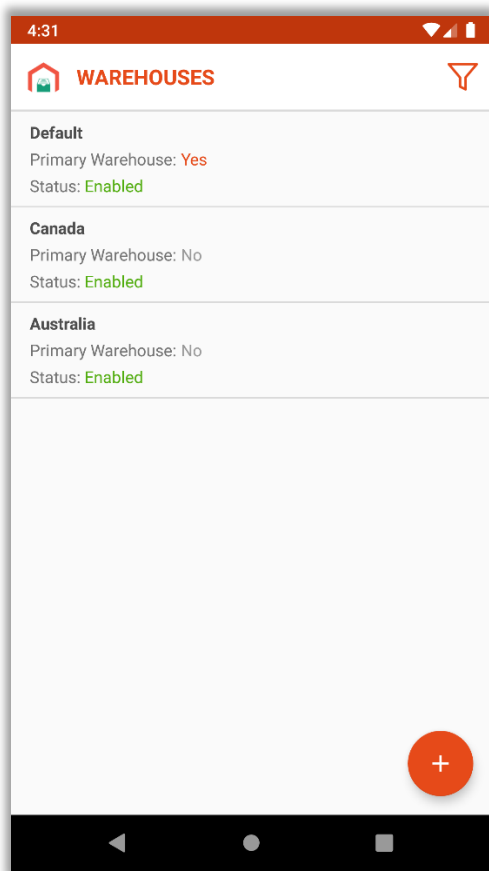 4:31
WAREHOUSES
Default
Primary Warehouse: Yes
Status: Enabled
Canada
Primary Warehouse: No
Status: Enabled
Australia
Primary Warehouse: No
Status: Enabled
+